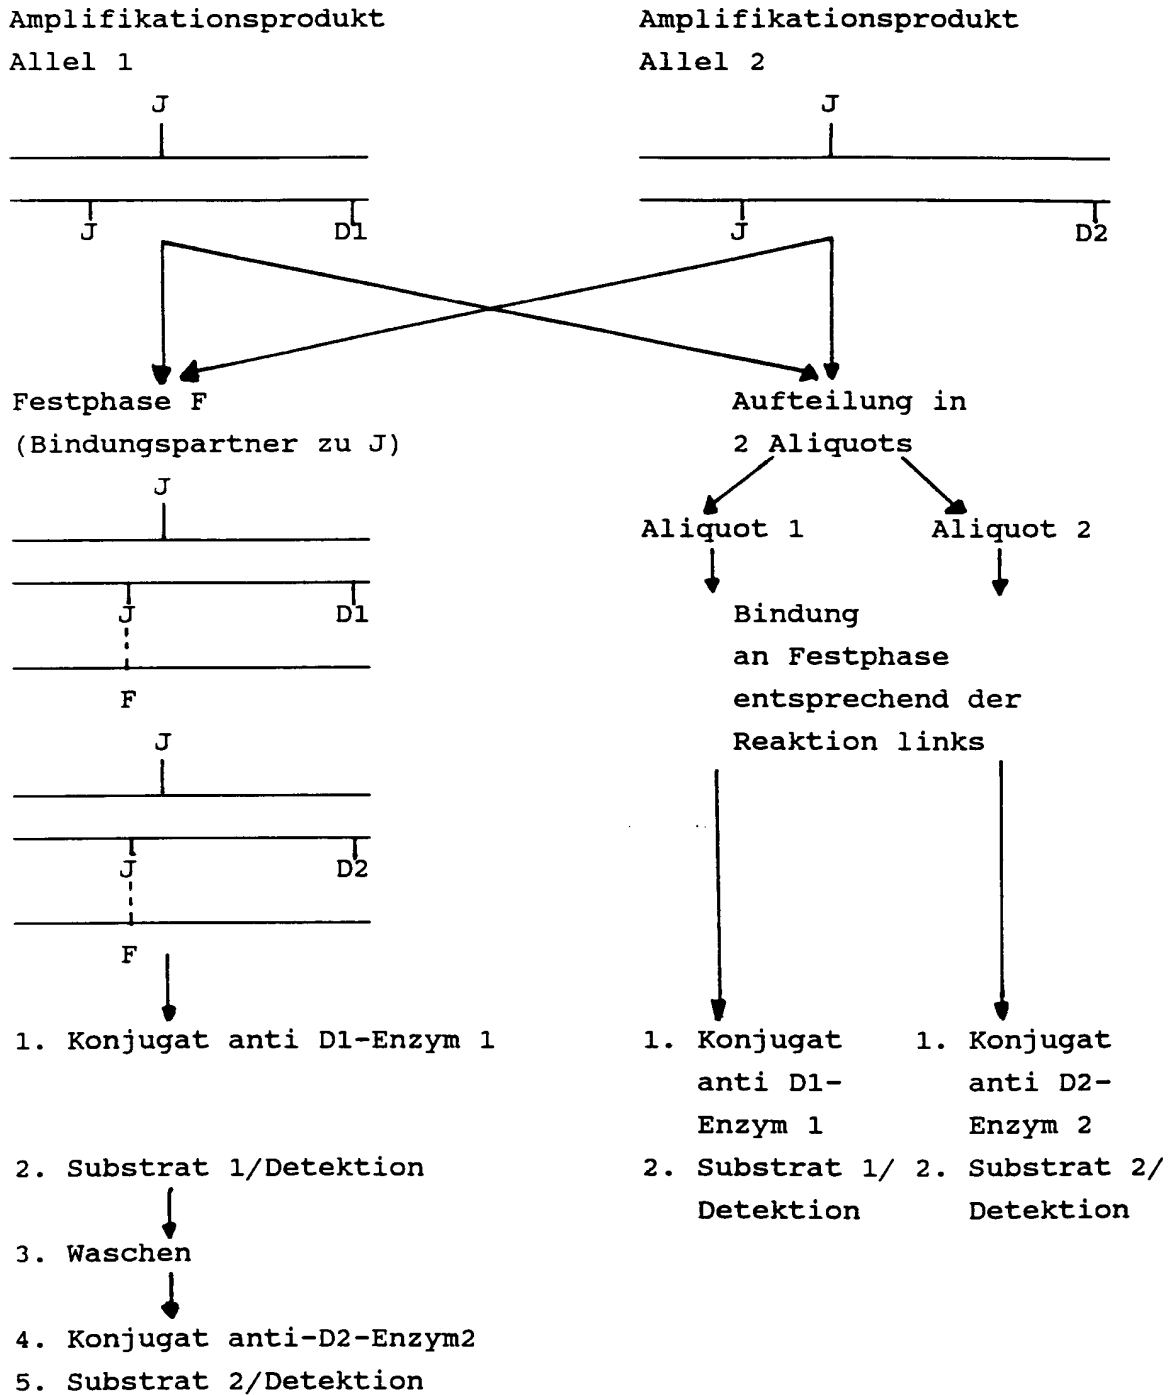 Amplifikationsprodukt
Allel 1
J
J
D1
Amplifikationsprodukt
Allel 2
J
J
D2
Festphase F
(Bindungspartner zu J)
J
J
D1
F
J
J
D2
F
1. Konjugat anti D1-Enzym 1
2. Substrat 1/Detektion
3. Waschen
4. Konjugat anti-D2-Enzym2
5. Substrat 2/Detektion
Aufteilung in
2 Aliquots
Aliquot 1
Aliquot 2
Bindung
an Festphase
entsprechend der
Reaktion links
1. Konjugat
anti D1-
Enzym 1
2. Substrat 1/
Detektion
1. Konjugat
anti D2-
Enzym 2
2. Substrat 2/
Detektion